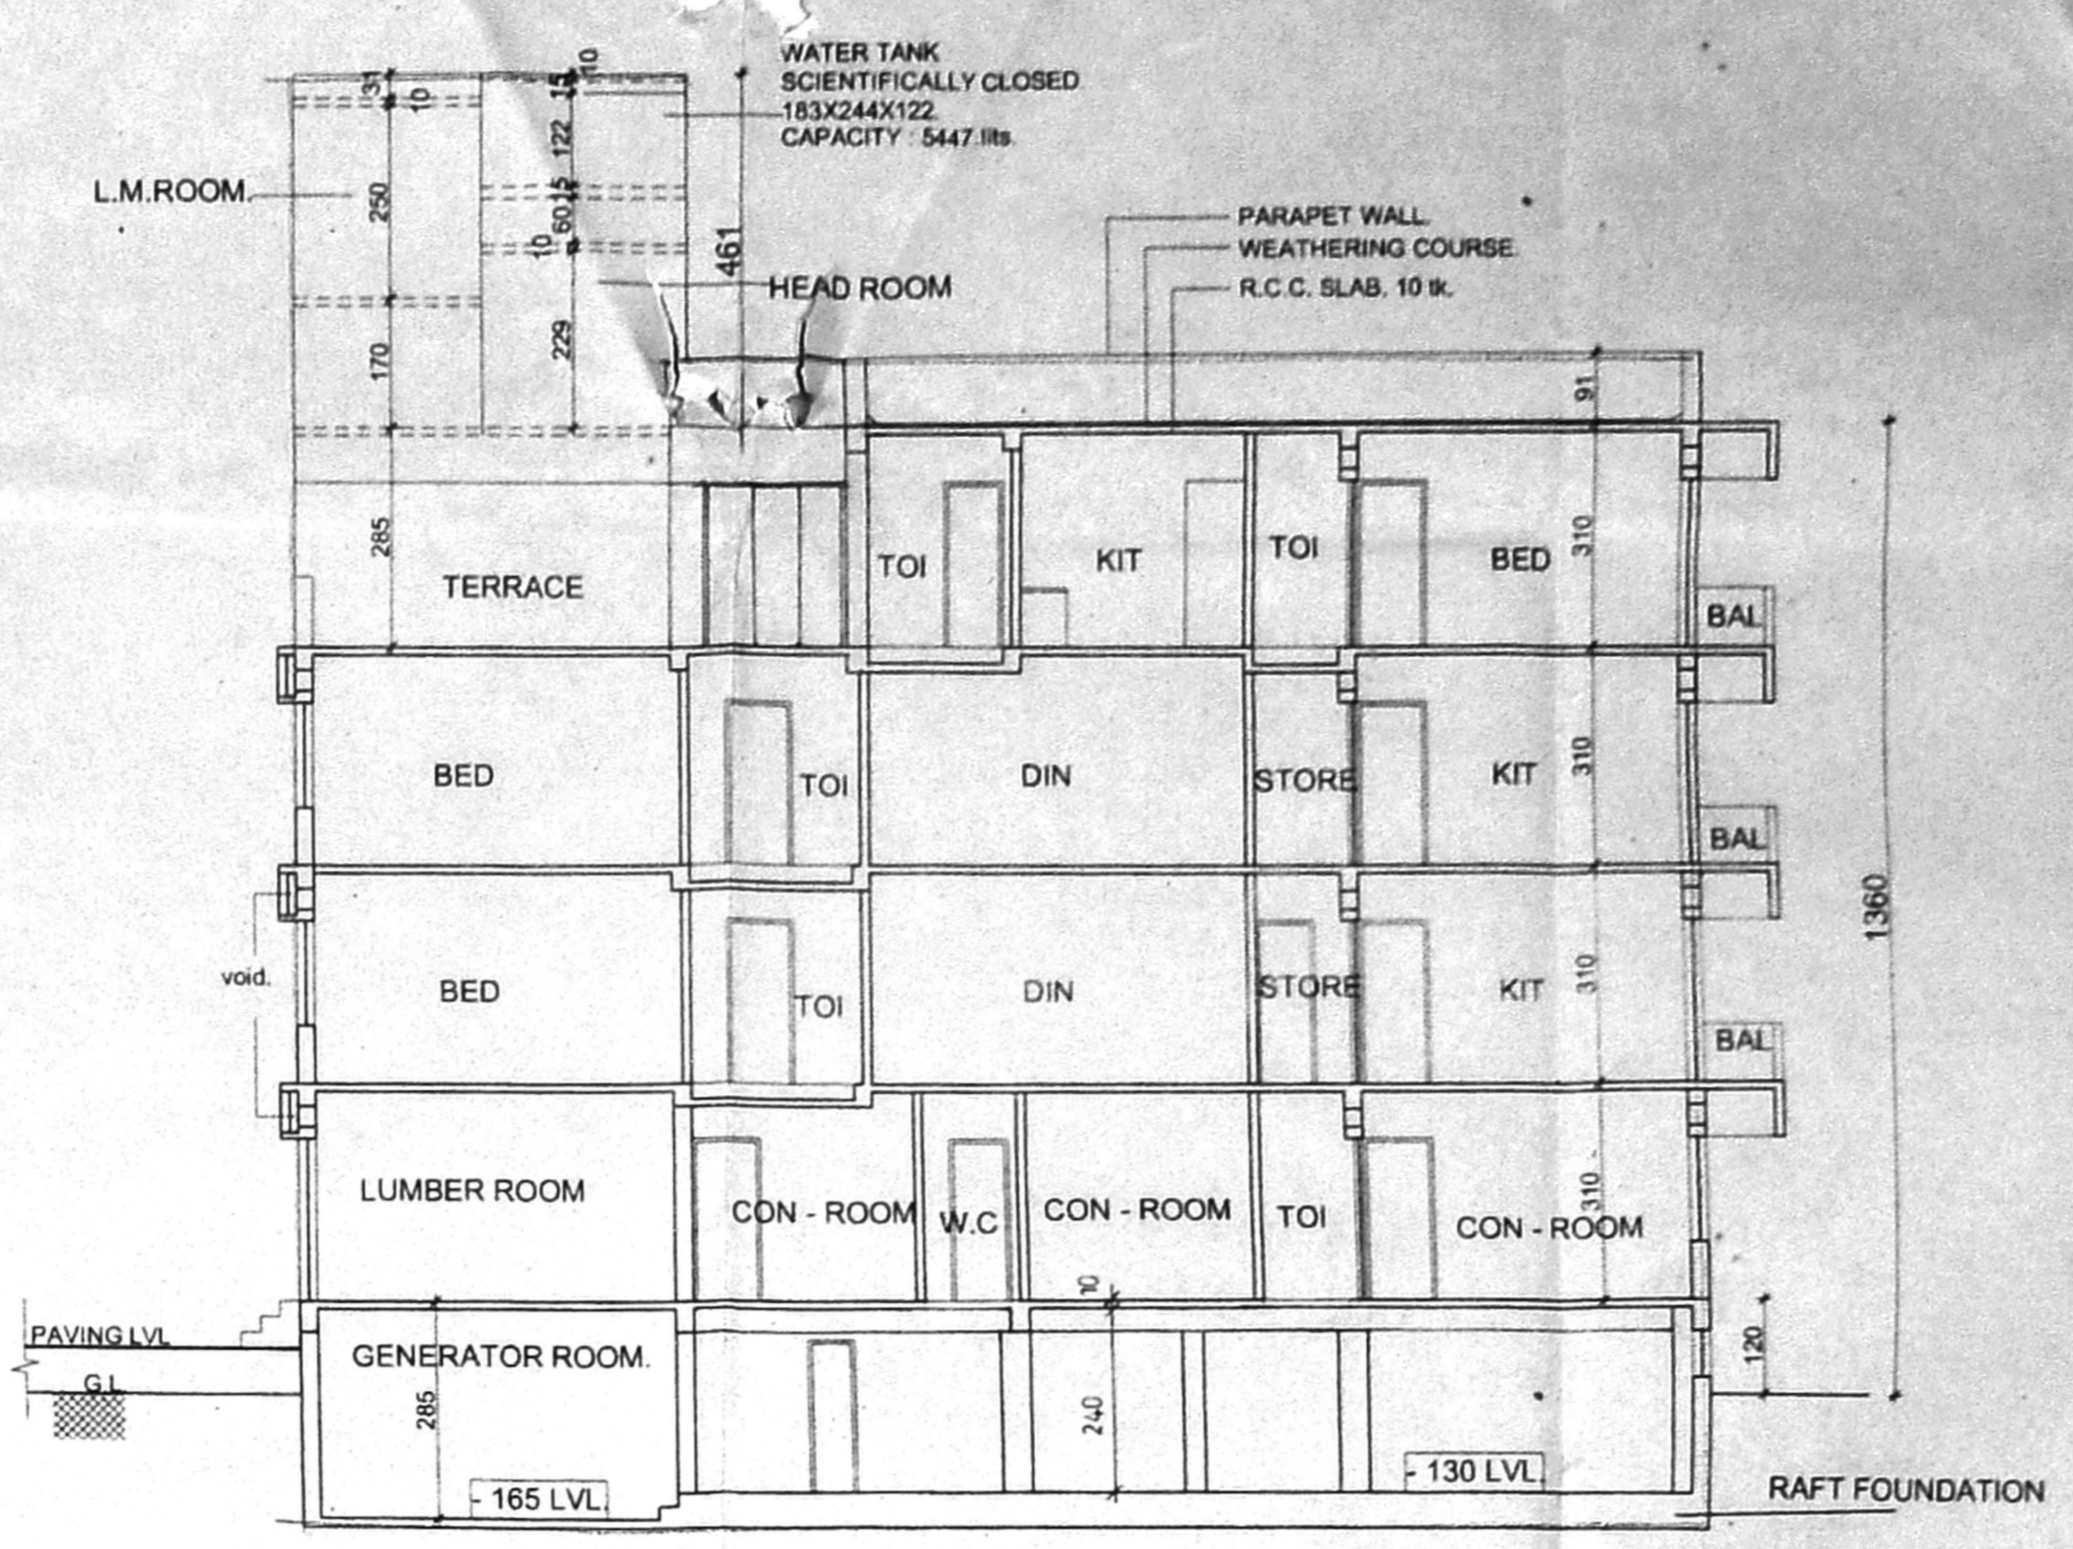 WATER TANK
SCIENTIFICALLY CLOSED
183X244X122
CAPACITY : 5447 lits.
31
10
10
15
122
L.M.ROOM.
250
15
60
10
461
HEAD ROOM
229
170
PARAPET WALL.
WEATHERING COURSE.
R.C.C. SLAB. 10 tk.
91
285
TERRACE
TOI
KIT
TOI
BED
310
BAL
BED
TOI
DIN
STORE
KIT
310
BAL
1360
void.
BED
TOI
DIN
STORE
KIT
310
BAL
LUMBER ROOM
CON - ROOM
W.C
CON - ROOM
TOI
CON - ROOM
310
10
PAVING LVL
G.L
GENERATOR ROOM.
285
- 165 LVL.
240
- 130 LVL.
120
RAFT FOUNDATION